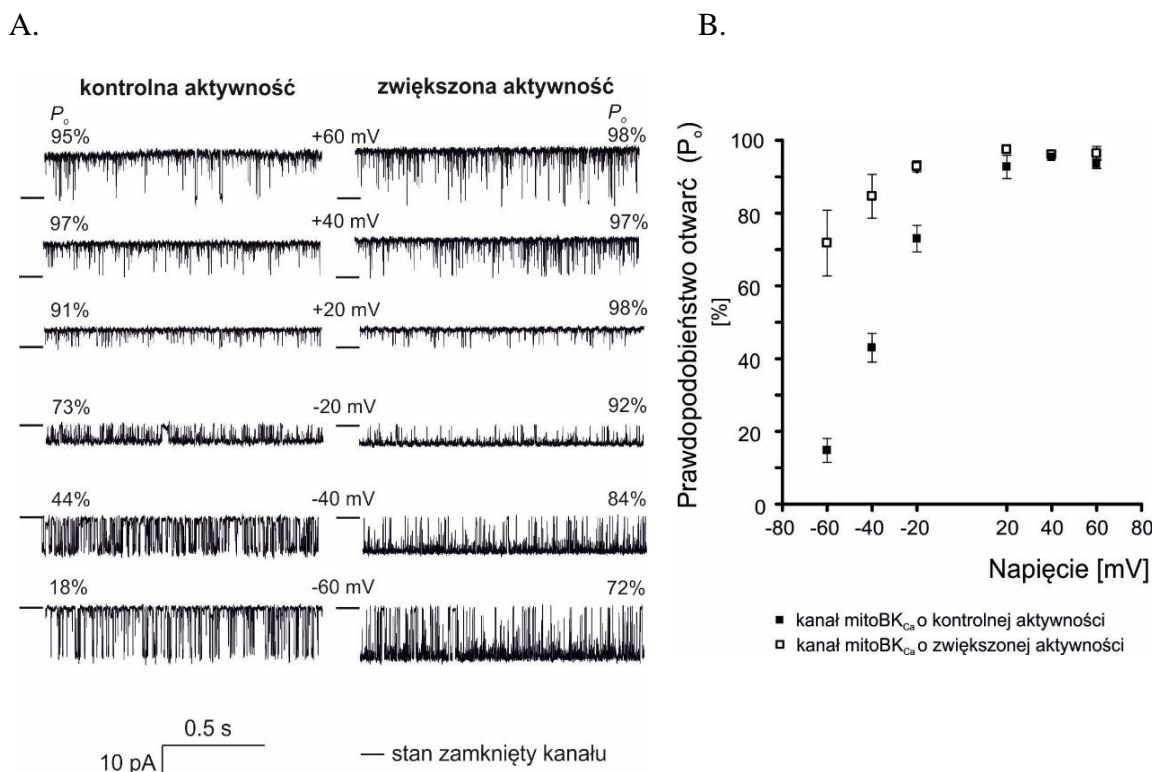 A.
B.
kontrolna aktywność
zwiększona aktywność
Po
Po
95%
+60 mV
98%
97%
+40 mV
97%
91%
+20 mV
98%
73%
-20 mV
92%
44%
-40 mV
84%
18%
-60 mV
72%
0.5 s
10 pA
— stan zamknięty kanału
Prawdopodobieństwo otwarć (Po)
[%]
100
80
60
40
20
0
-80 -60 -40 -20 20 40 60 80
Napięcie [mV]
■ kanał mitoBKCa o kontrolnej aktywności
□ kanał mitoBKCa o zwiększonej aktywności